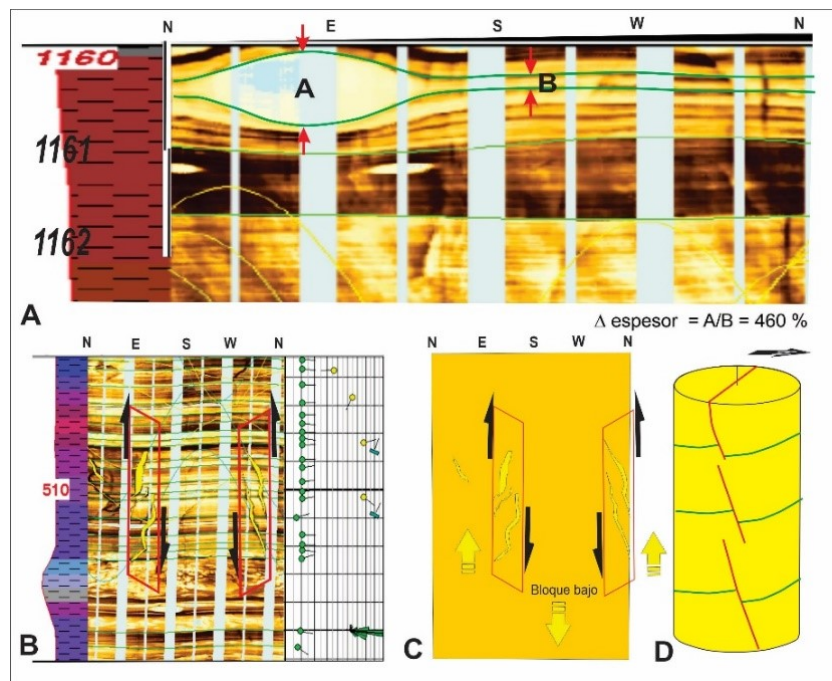 N E S W N
1160
A B
1161
1162
A
Δ espesor = A/B = 460 %
N E S W N
510
B
N E S W N
Bloque bajo
C
D